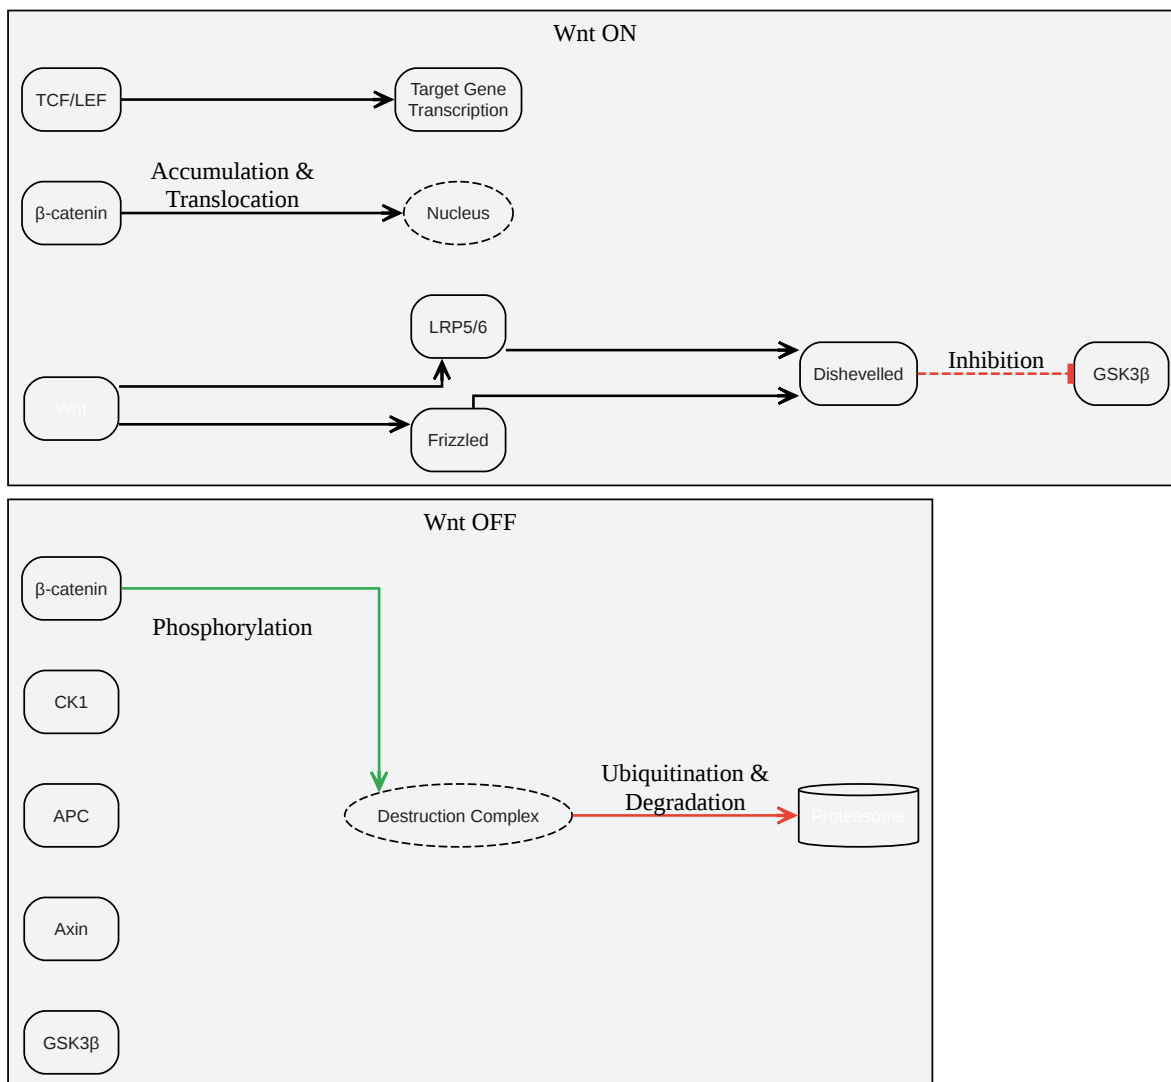 Wnt ON
TCF/LEF
Target Gene
Transcription
Accumulation &
Translocation
β-catenin
Nucleus
LRP5/6
Wnt
Frizzled
Dishevelled
Inhibition
GSK3β
Wnt OFF
β-catenin
Phosphorylation
CK1
APC
Destruction Complex
Ubiquitination &
Degradation
Proteasome
Axin
GSK3β